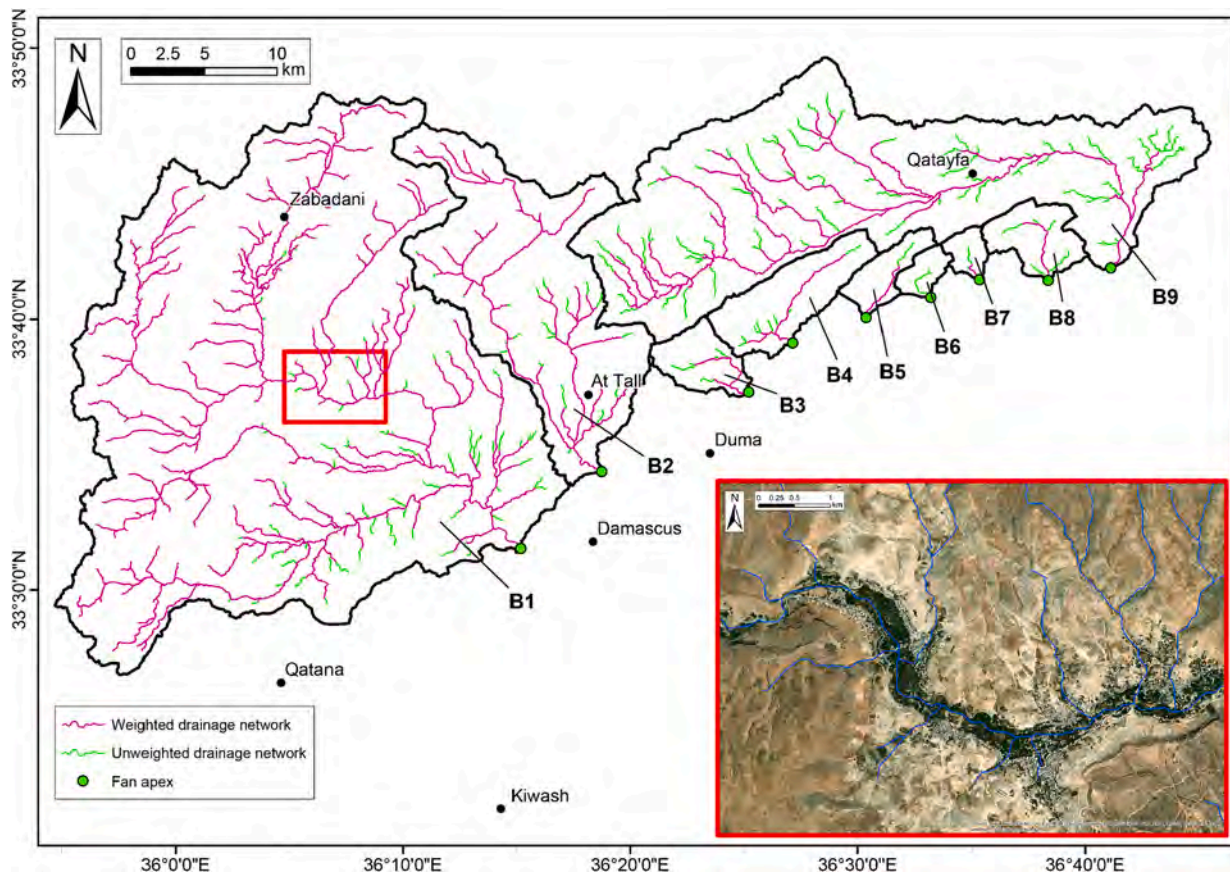 33°50'0"N
33°40'0"N
33°30'0"N
N
0 2.5 5 10
km
Zabadani
Qatayfa
At Tall
Duma
Damascus
Qatana
Kiwash
B1
B2
B3
B4
B5
B6
B7
B8
B9
Weighted drainage network
Unweighted drainage network
Fan apex
N
0 0.25 0.5 1
km
36°0'0"E
36°10'0"E
36°20'0"E
36°30'0"E
36°40'0"E